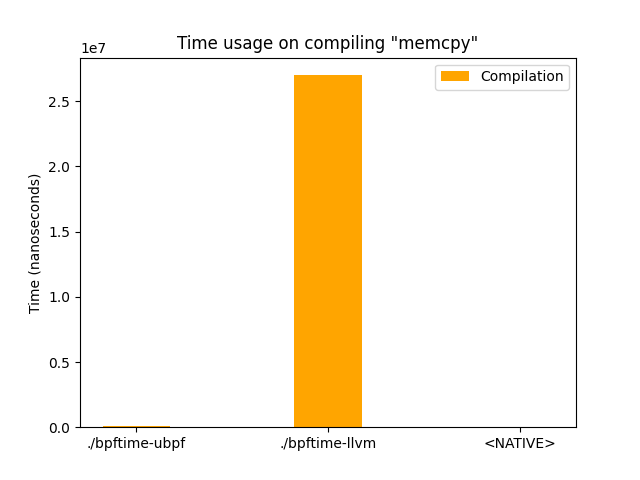 Time usage on compiling "memcpy"
1e7
Compilation
2.5
2.0
1.5
1.0
0.5
0.0
Time (nanoseconds)
./bpftime-ubpf
./bpftime-llvm
<NATIVE>